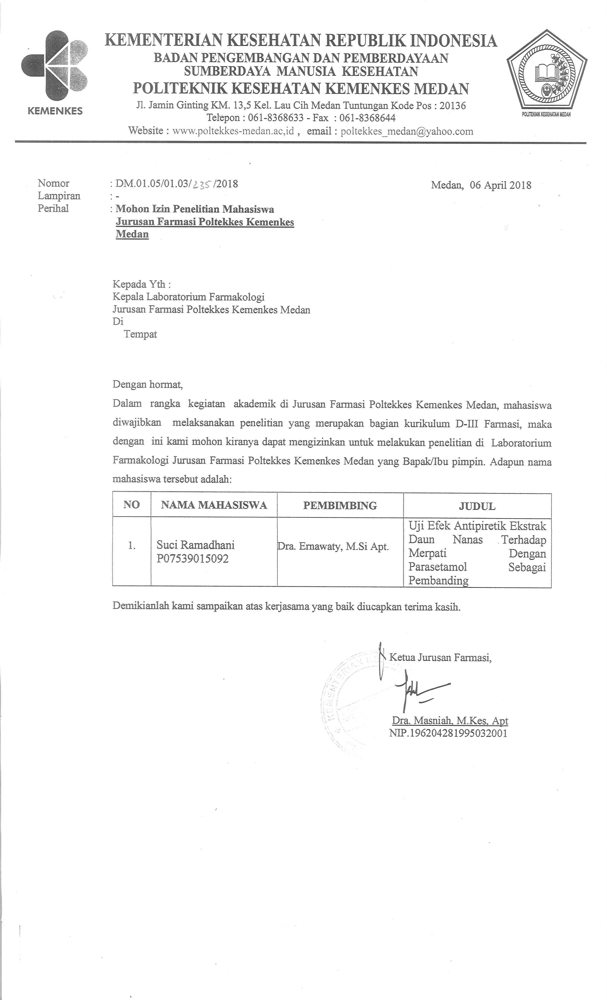 KEMENTERIAN KESEHATAN REPUBLIK INDONESIA
BADAN PENGEMBANGAN DAN PEMBERDAYAAN
SUMBERDAYA MANUSIA KESEHATAN
POLITEKNIK KESEHATAN KEMENKES MEDAN
Jl. Jamin Ginting KM. 13,5 Kel. Lau Cih Medan Tuntungan Kode Pos : 20136
Telepon : 061-8368633 - Fax : 061-8368644
Website : www.poltekkes-medan.ac,id , email : poltekkes_medan@yahoo.com
KEMENKES
POLITEKNIK KESEHATAN MEDAN
Nomor : DM.01.05/01.03/235/2018 Medan, 06 April 2018
Lampiran : -
Perihal : Mohon Izin Penelitian Mahasiswa
Jurusan Farmasi Poltekkes Kemenkes
Medan
Kepada Yth :
Kepala Laboratorium Farmakologi
Jurusan Farmasi Poltekkes Kemenkes Medan
Di
Tempat
Dengan hormat,
Dalam rangka kegiatan akademik di Jurusan Farmasi Poltekkes Kemenkes Medan, mahasiswa
diwajibkan melaksanakan penelitian yang merupakan bagian kurikulum D-III Farmasi, maka
dengan ini kami mohon kiranya dapat mengizinkan untuk melakukan penelitian di Laboratorium
Farmakologi Jurusan Farmasi Poltekkes Kemenkes Medan yang Bapak/Ibu pimpin. Adapun nama
mahasiswa tersebut adalah:
NO NAMA MAHASISWA PEMBIMBING JUDUL
1. Suci Ramadhani
P07539015092
Dra. Ernawaty, M.Si Apt.
Uji Efek Antipiretik Ekstrak
Daun Nanas Terhadap
Merpati Dengan
Parasetamol Sebagai
Pembanding
Demikianlah kami sampaikan atas kerjasama yang baik diucapkan terima kasih.
Ketua Jurusan Farmasi,
KEMENTERIAN
Dra. Masniah, M.Kes, Apt
NIP.196204281995032001